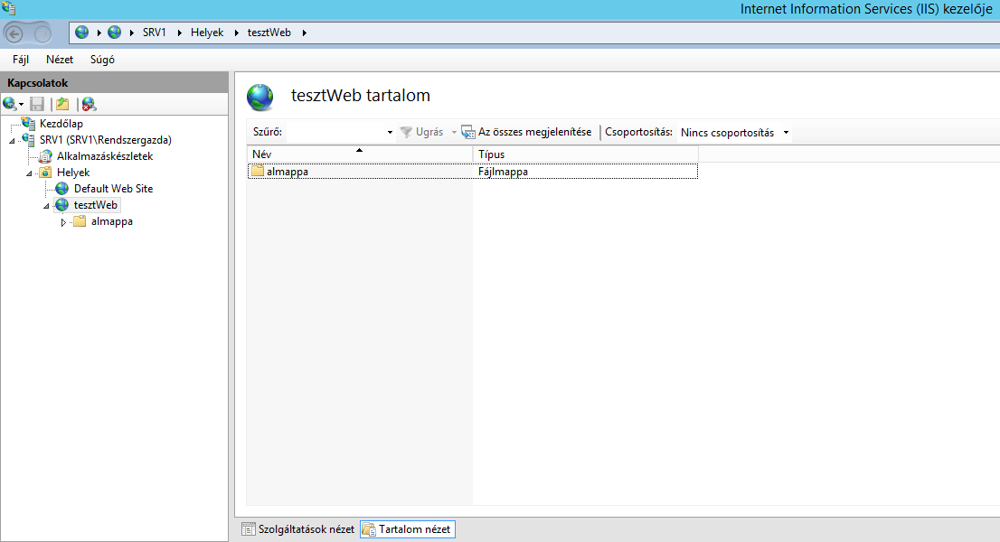 Internet Information Services (IIS) kezelője
SRV1 Helyek tesztWeb
Fájl Nézet Súgó
Kapcsolatok
Kezdőlap
SRV1 (SRV1\Rendszergazda)
Alkalmazáskészletek
Helyek
Default Web Site
tesztWeb
almappa
tesztWeb tartalom
Szűrő: Ugrás Az összes megjelenítése Csoportosítás: Nincs csoportosítás
Név Típus
almappa Fájlmappa
Szolgáltatások nézet Tartalom nézet